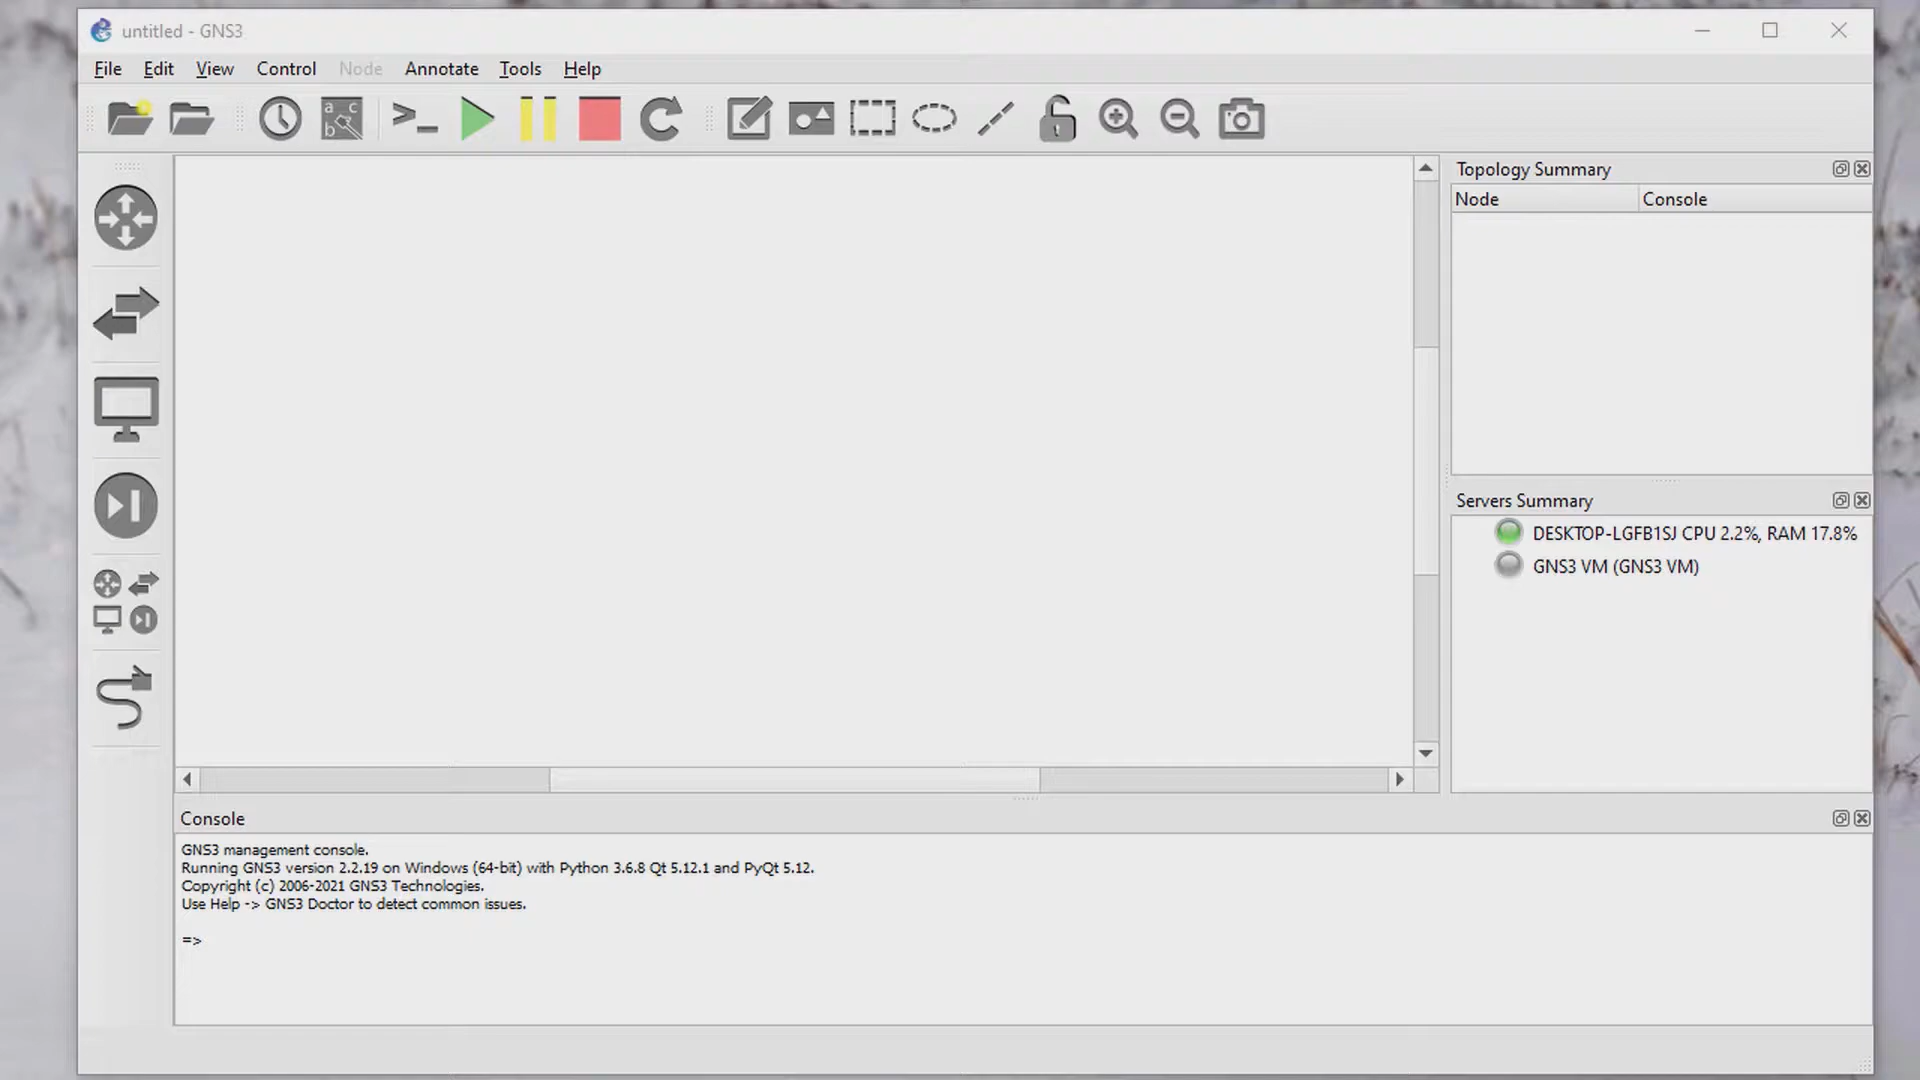 untitled - GNS3
File Edit View Control Node Annotate Tools Help
a c
b
>_
Topology Summary
Node Console
Servers Summary
DESKTOP-LGFB1SJ CPU 2.2%, RAM 17.8%
GNS3 VM (GNS3 VM)
Console
GNS3 management console.
Running GNS3 version 2.2.19 on Windows (64-bit) with Python 3.6.8 Qt 5.12.1 and PyQt 5.12.
Copyright (c) 2006-2021 GNS3 Technologies.
Use Help -> GNS3 Doctor to detect common issues.
=>